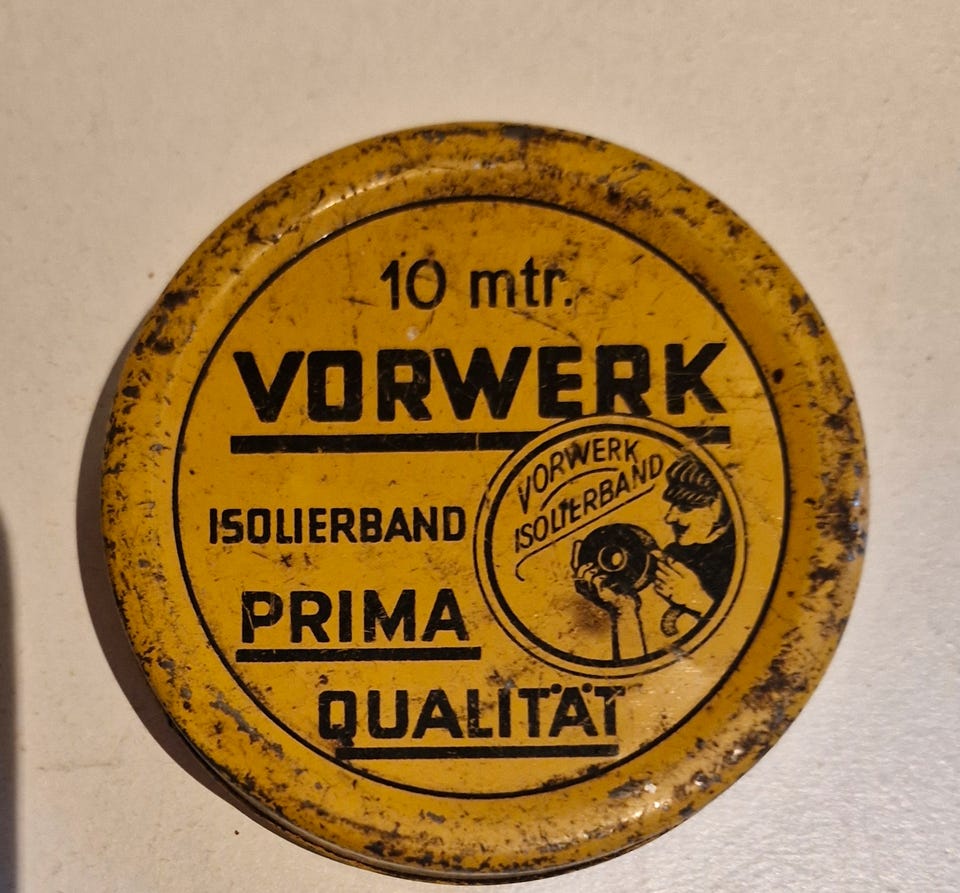 10 mtr.
VORWERK
ISOLIERBAND
VORWERK
ISOLIERBAND
PRIMA
QUALITÄT